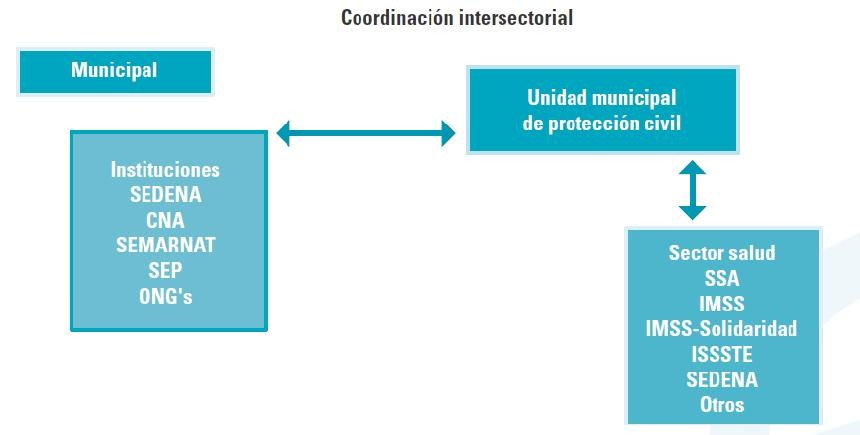 Coordinación intersectorial
Municipal
Unidad municipal
de protección civil
Instituciones
SEDENA
CNA
SEMARNAT
SEP
ONG's
Sector salud
SSA
IMSS
IMSS-Solidaridad
ISSSTE
SEDENA
Otros